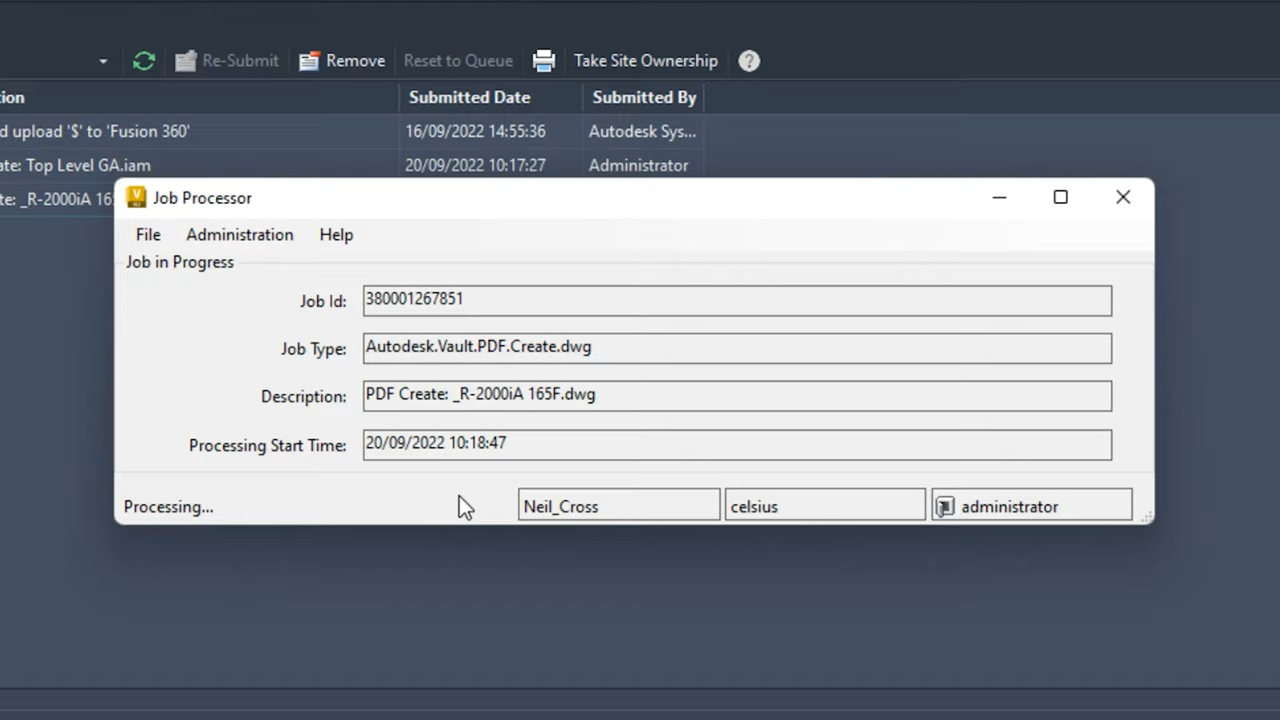 Re-Submit Remove Reset to Queue Take Site Ownership ?
ion Submitted Date Submitted By
d upload '$' to 'Fusion 360' 16/09/2022 14:55:36 Autodesk Sys...
ate: Top Level GA.iam 20/09/2022 10:17:27 Administrator
te: _R-2000iA 165
Job Processor
File Administration Help
Job in Progress
Job Id: 380001267851
Job Type: Autodesk.Vault.PDF.Create.dwg
Description: PDF Create: _R-2000iA 165F.dwg
Processing Start Time: 20/09/2022 10:18:47
Processing... Neil_Cross celsius administrator